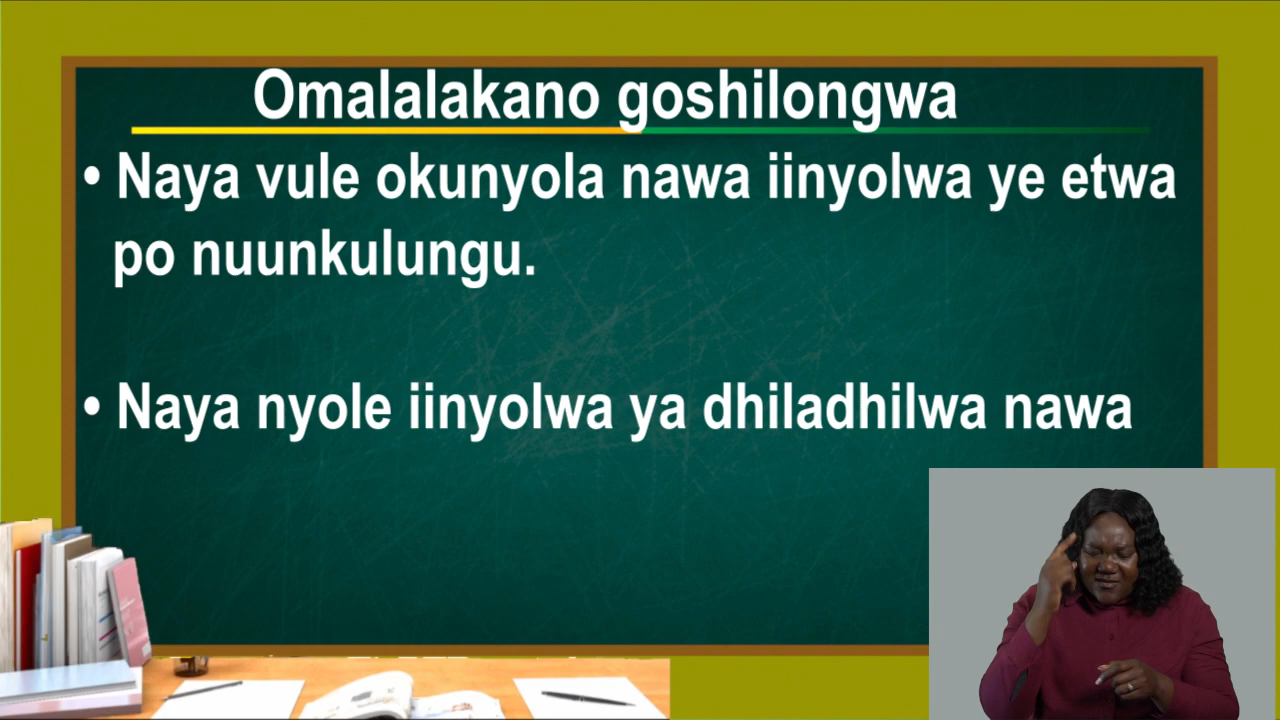 Omalalakano goshilongwa
• Naya vule okunyola nawa iinyolwa ye etwa
po nuunkulungu.
• Naya nyole iinyolwa ya dhiladhilwa nawa